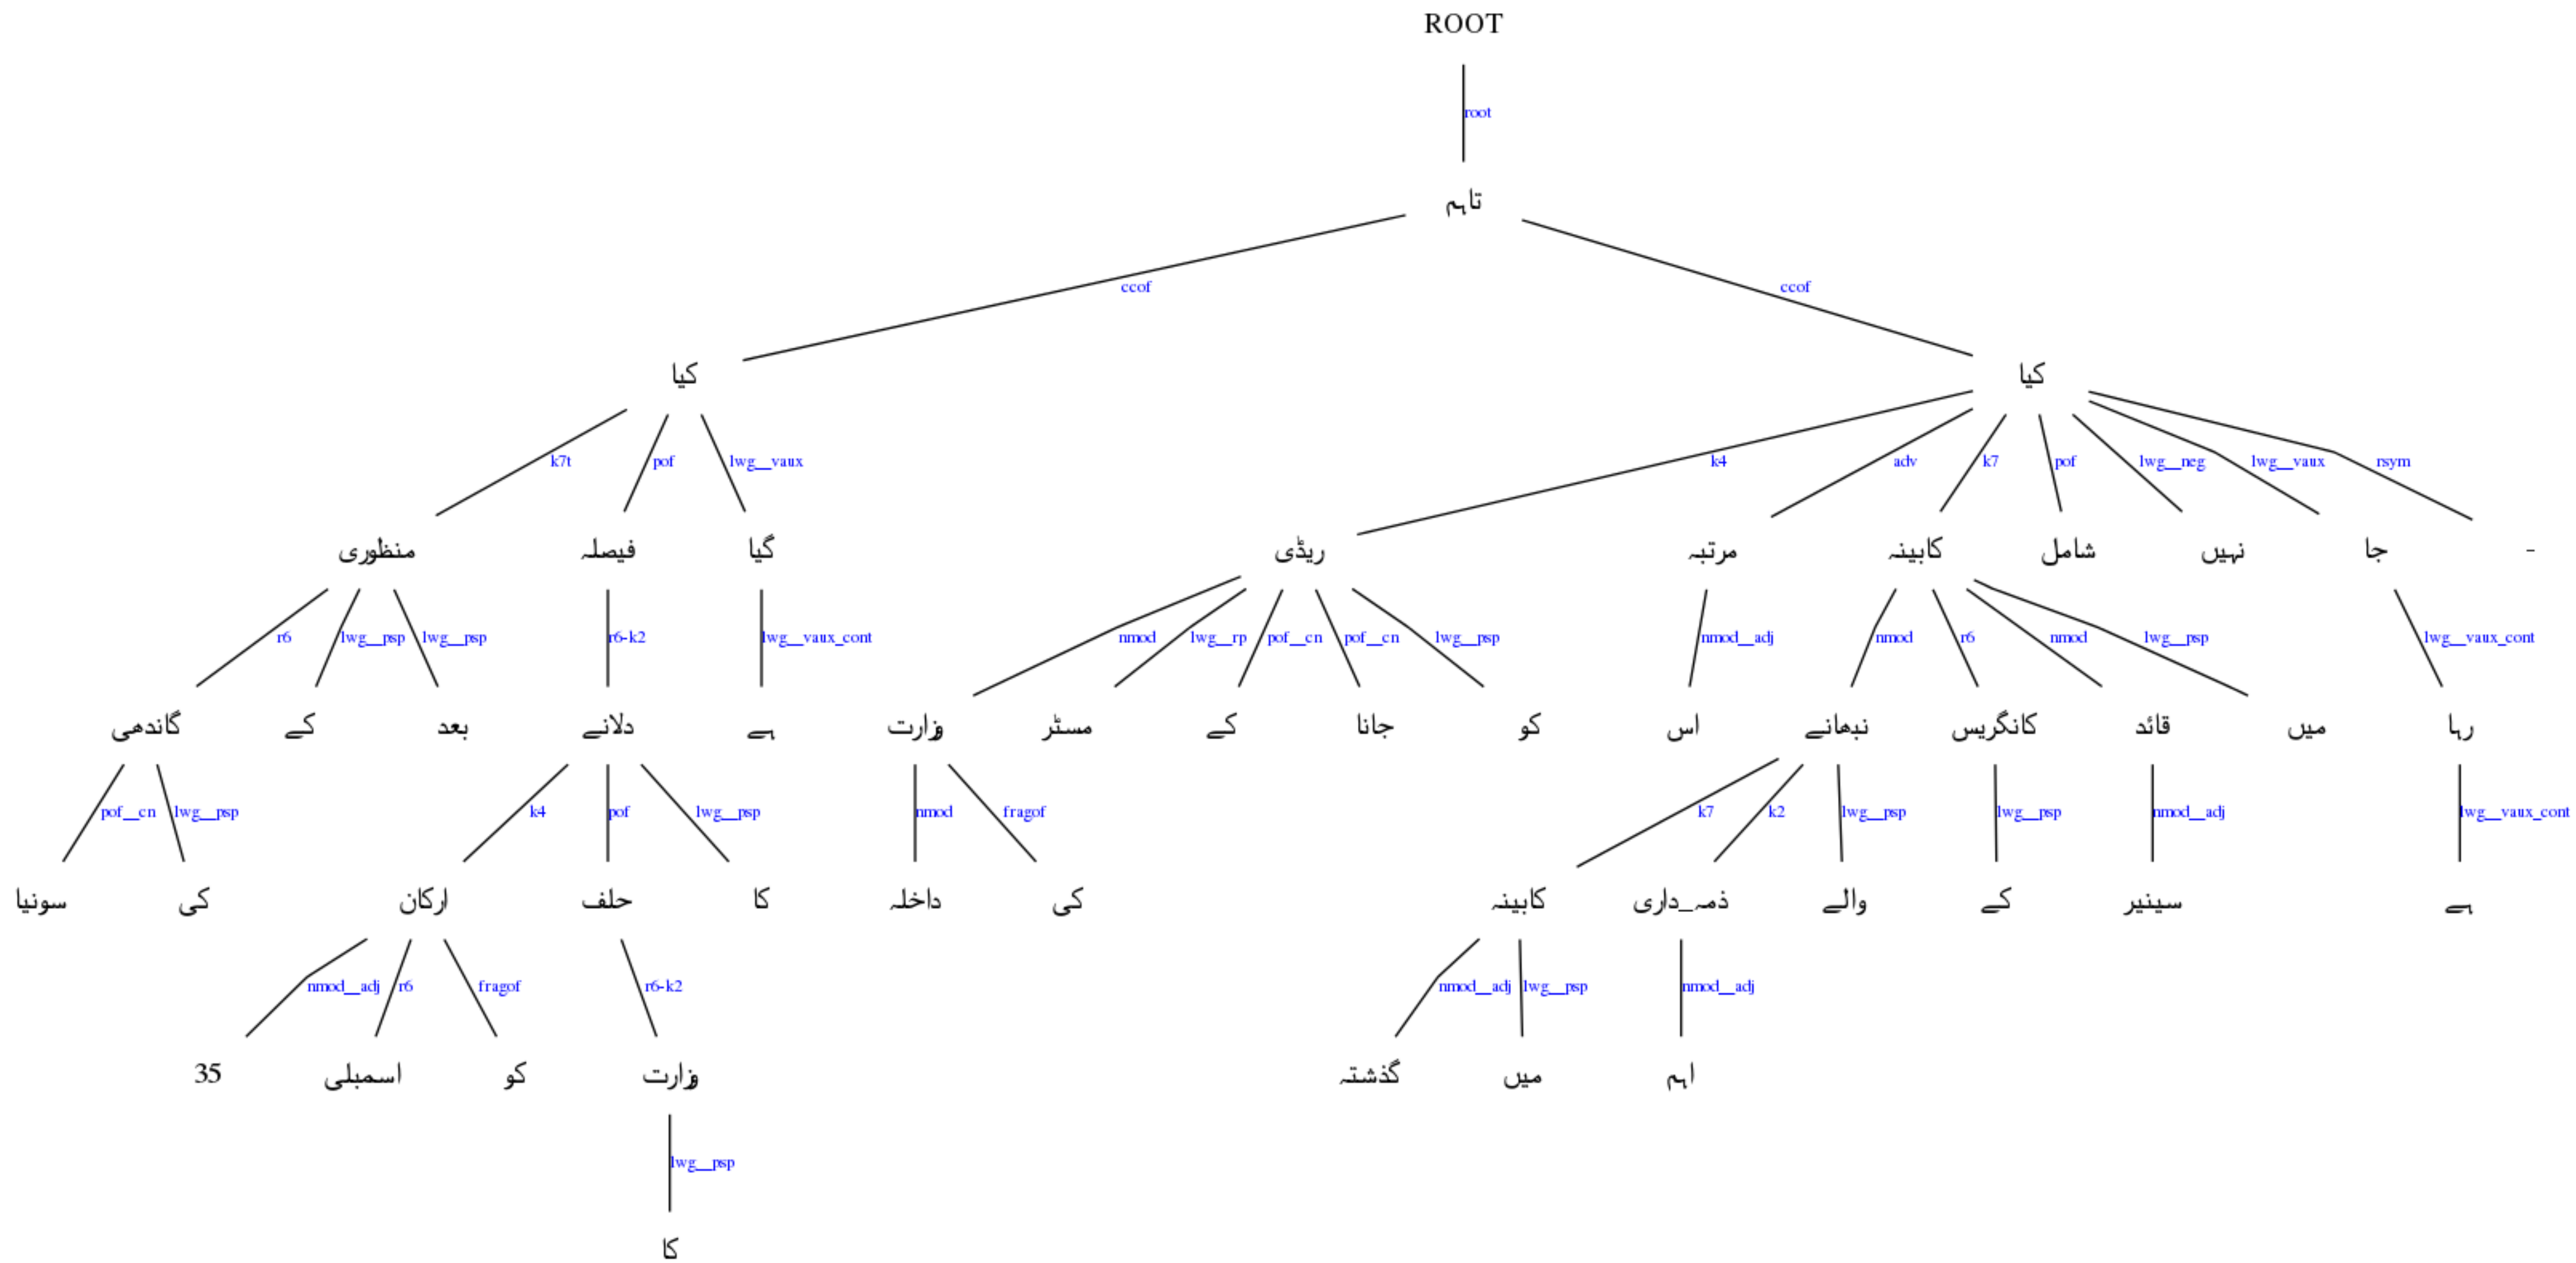 ROOT
root
تاہم
ccof ccof
کیا کیا
k7t pof lwg__vaux k4 adv k7 pof lwg__neg lwg__vaux rsym
منظوری فیصلہ گیا ریڈی مرتبہ کابینہ شامل نہیں جا -
r6 lwg__psp lwg__psp r6-k2 lwg__vaux_cont nmod lwg__rp pof__cn pof__cn lwg__psp nmod__adj nmod r6 nmod lwg__psp lwg__vaux_cont
گاندھی کے بعد دلانے ہے وزارت مسٹر کے جانا کو اس نبھانے کانگریس قائد میں رہا
pof__cn lwg__psp k4 pof lwg__psp nmod fragof k7 k2 lwg__psp lwg__psp nmod__adj lwg__vaux_cont
سونیا کی ارکان حلف کا داخلہ کی کابینہ ذمہ_داری والے کے سینیر ہے
nmod__adj r6 fragof r6-k2 nmod__adj lwg__psp nmod__adj
35 اسمبلی کو وزارت گذشتہ میں اہم
lwg__psp
کا